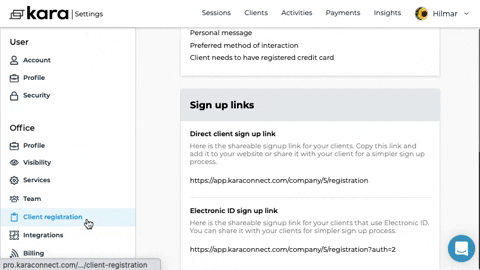 kara | Settings
Sessions Clients Activities Payments Insights Hilmar
User
Account
Profile
Security
Office
Profile
Visibility
Services
Team
Client registration
Integrations
Billing
pro.karaconnect.com/.../client-registration
Personal message
Preferred method of interaction
Client needs to have registered credit card
Sign up links
Direct client sign up link
Here is the shareable signup link for your clients. Copy this link and
add it to your website or share it with your client for a simpler sign up
process.
https://app.karaconnect.com/company/5/registration
Electronic ID sign up link
Here is the shareable signup link for your clients that use Electronic ID.
You can share it with your clients for simpler sign up process.
https://app.karaconnect.com/company/5/registration?auth=2